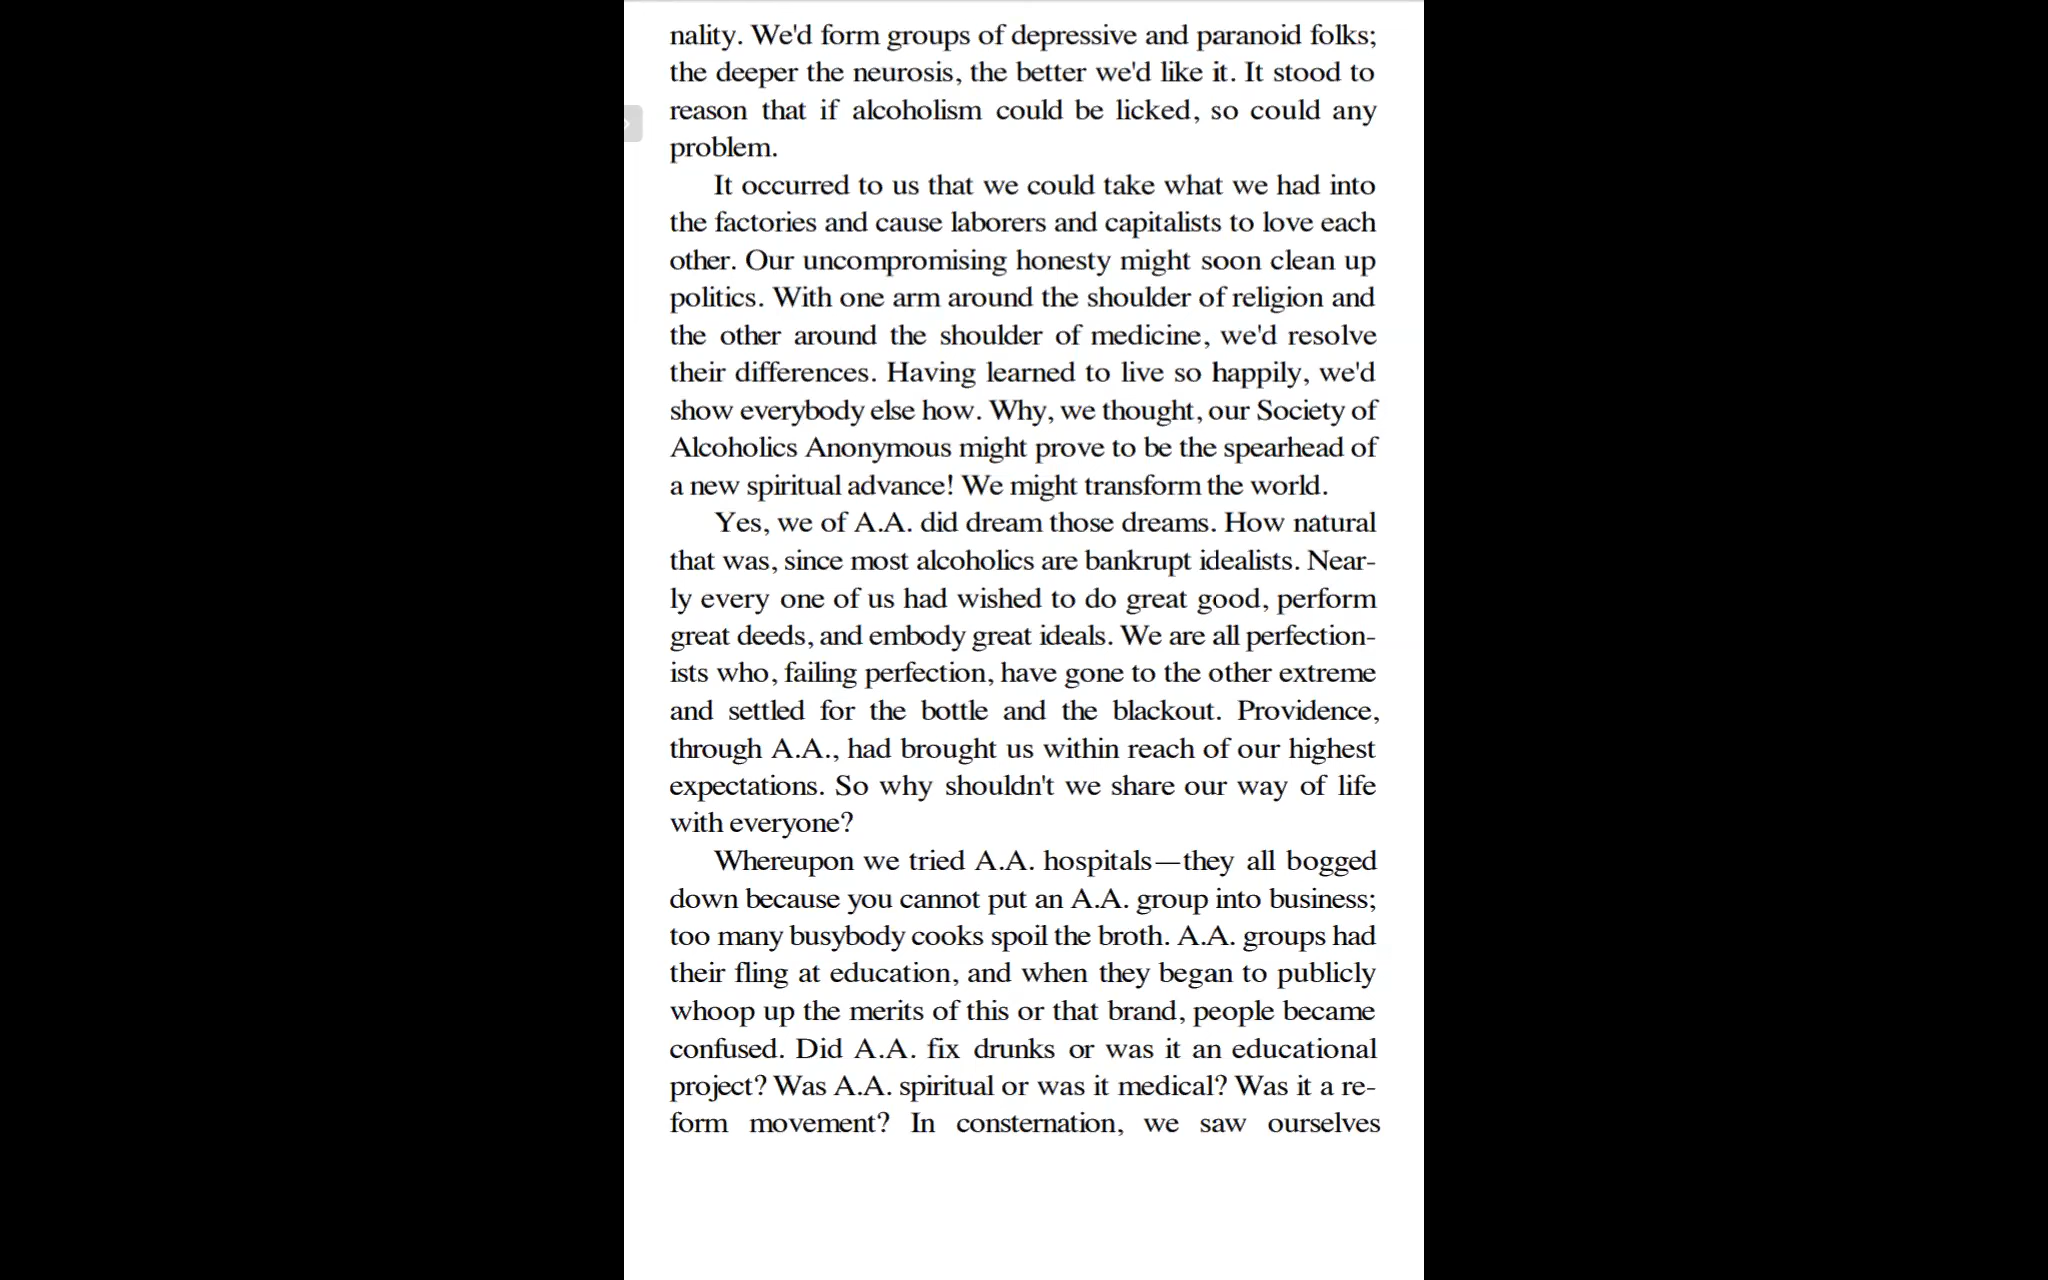 nality. We'd form groups of depressive and paranoid folks;
the deeper the neurosis, the better we'd like it. It stood to
reason that if alcoholism could be licked, so could any
problem.
It occurred to us that we could take what we had into
the factories and cause laborers and capitalists to love each
other. Our uncompromising honesty might soon clean up
politics. With one arm around the shoulder of religion and
the other around the shoulder of medicine, we'd resolve
their differences. Having learned to live so happily, we'd
show everybody else how. Why, we thought, our Society of
Alcoholics Anonymous might prove to be the spearhead of
a new spiritual advance! We might transform the world.
Yes, we of A.A. did dream those dreams. How natural
that was, since most alcoholics are bankrupt idealists. Near-
ly every one of us had wished to do great good, perform
great deeds, and embody great ideals. We are all perfection-
ists who, failing perfection, have gone to the other extreme
and settled for the bottle and the blackout. Providence,
through A.A., had brought us within reach of our highest
expectations. So why shouldn't we share our way of life
with everyone?
Whereupon we tried A.A. hospitals—they all bogged
down because you cannot put an A.A. group into business;
too many busybody cooks spoil the broth. A.A. groups had
their fling at education, and when they began to publicly
whoop up the merits of this or that brand, people became
confused. Did A.A. fix drunks or was it an educational
project? Was A.A. spiritual or was it medical? Was it a re-
form movement? In consternation, we saw ourselves